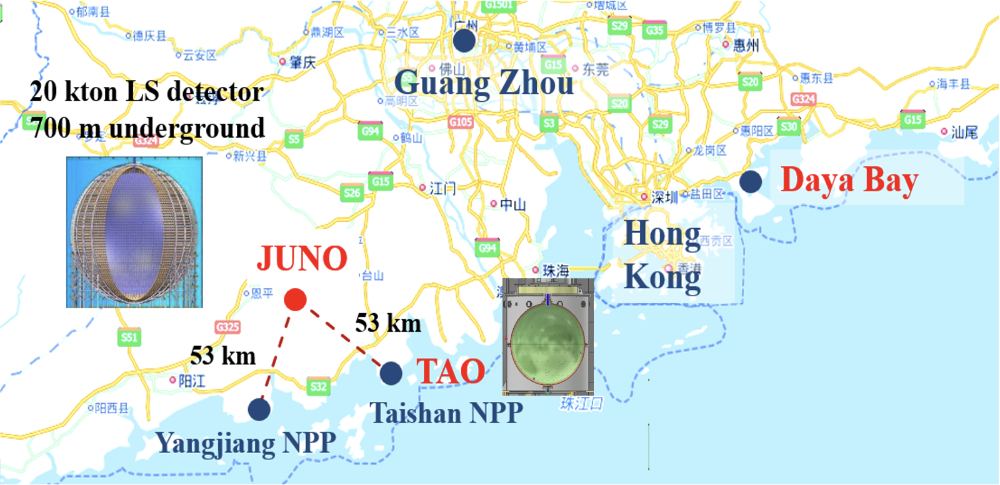 G1501
郁南县
增城区
广州
S29
G35
博罗县
德庆县
鼎湖区
三水区
黄埔区
惠州
云安区
肇庆
佛山
G15
东莞
S5
Guang Zhou
S20
惠东县
海丰县
20 kton LS detector
高明区
S20
G324
700 m underground
罗定
G324
S5
G94
鹤山
G105
S3
S29
惠阳区
S30
G15
汕尾
新兴县
龙岗区
S26
G15
江门
中山
深圳
盐田区
Daya Bay
Hong
Kong
西贡区
香港
G94
JUNO
台山
珠海
恩平
G325
53 km
S51
53 km
阳江
S32
TAO
阳西县
珠江口
Taishan NPP
Yangjiang NPP